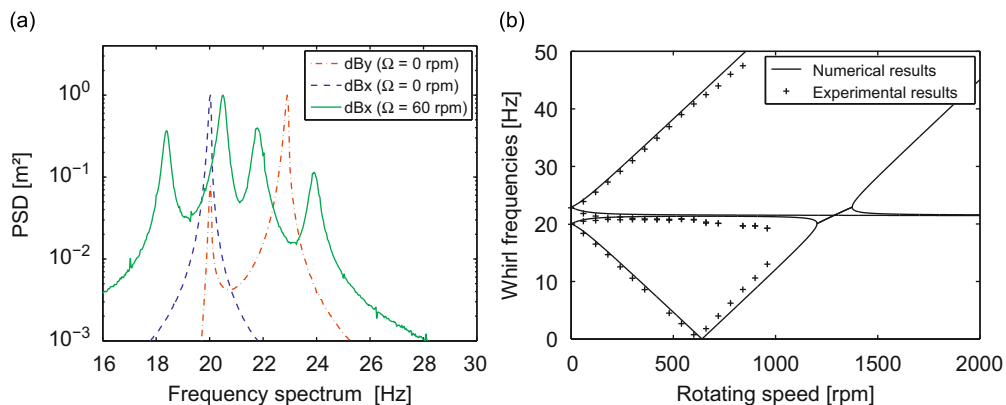 (a)
dBy (Ω = 0 rpm)
dBx (Ω = 0 rpm)
dBx (Ω = 60 rpm)
10⁰
10⁻¹
10⁻²
10⁻³
PSD [m²]
16 18 20 22 24 26 28 30
Frequency spectrum [Hz]
(b)
Numerical results
Experimental results
50
40
30
20
10
0
Whirl frequencies [Hz]
0 500 1000 1500 2000
Rotating speed [rpm]